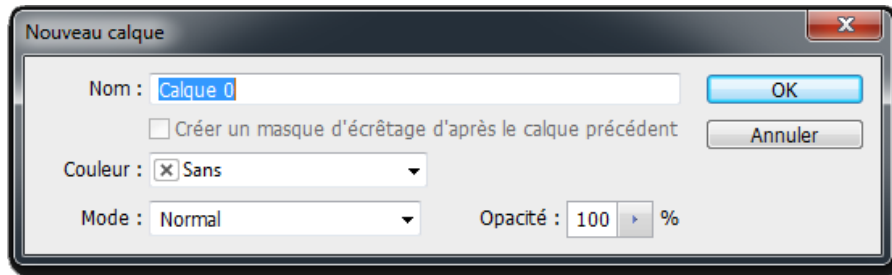 Nouveau calque
Nom : Calque 0 OK
Créer un masque d'écrêtage d'après le calque précédent Annuler
Couleur : Sans
Mode : Normal Opacité : 100 %